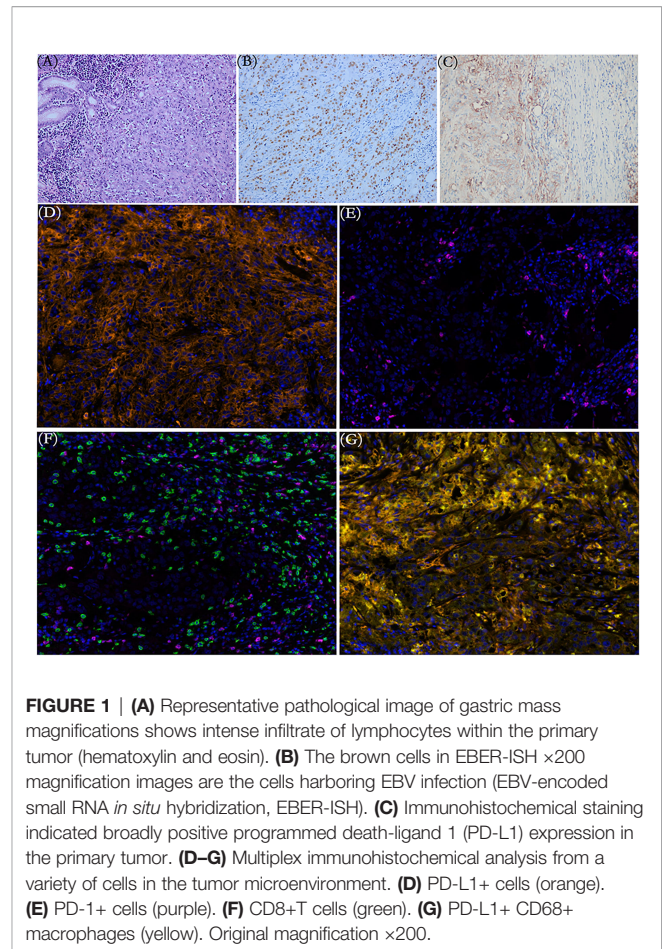 (A)
(B)
(C)
(D)
(E)
(F)
(G)
FIGURE 1 | (A) Representative pathological image of gastric mass
magnifications shows intense infiltrate of lymphocytes within the primary
tumor (hematoxylin and eosin). (B) The brown cells in EBER-ISH ×200
magnification images are the cells harboring EBV infection (EBV-encoded
small RNA in situ hybridization, EBER-ISH). (C) Immunohistochemical staining
indicated broadly positive programmed death-ligand 1 (PD-L1) expression in
the primary tumor. (D–G) Multiplex immunohistochemical analysis from a
variety of cells in the tumor microenvironment. (D) PD-L1+ cells (orange).
(E) PD-1+ cells (purple). (F) CD8+T cells (green). (G) PD-L1+ CD68+
macrophages (yellow). Original magnification ×200.